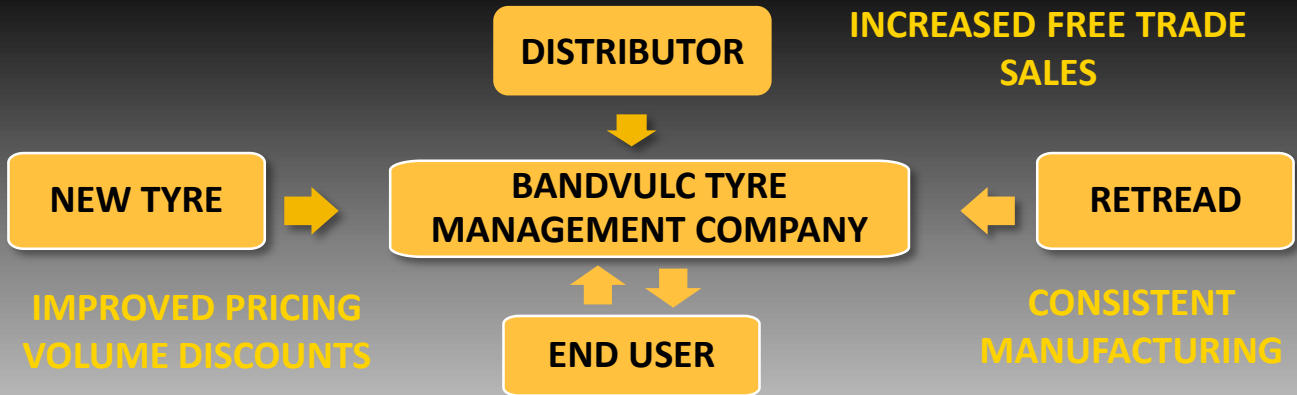 DISTRIBUTOR
INCREASED FREE TRADE
SALES
NEW TYRE
BANDVULC TYRE
MANAGEMENT COMPANY
RETREAD
IMPROVED PRICING
VOLUME DISCOUNTS
END USER
CONSISTENT
MANUFACTURING